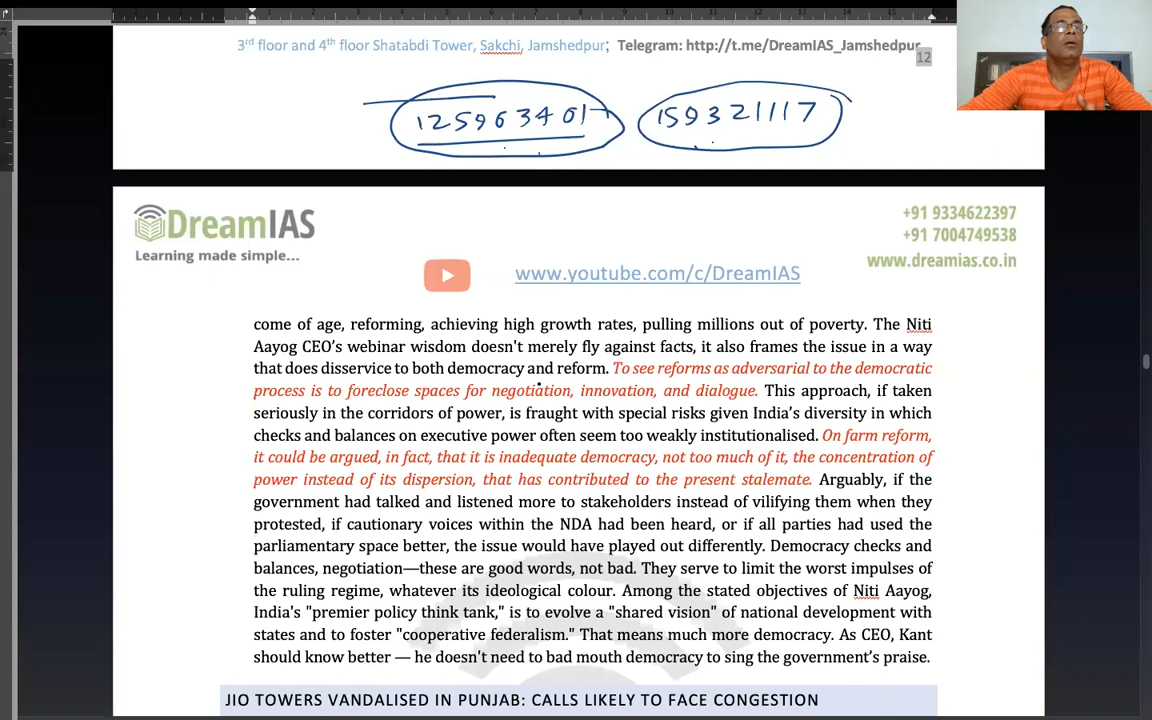 3rd floor and 4th floor Shatabdi Tower, Sakchi, Jamshedpur; Telegram: http://t.me/DreamIAS_Jamshedpur
12
1259634017 159321117
DreamIAS
Learning made simple...
+91 9334622397
+91 7004749538
www.dreamias.co.in
www.youtube.com/c/DreamIAS
come of age, reforming, achieving high growth rates, pulling millions out of poverty. The Niti
Aayog CEO's webinar wisdom doesn't merely fly against facts, it also frames the issue in a way
that does disservice to both democracy and reform. To see reforms as adversarial to the democratic
process is to foreclose spaces for negotiation, innovation, and dialogue. This approach, if taken
seriously in the corridors of power, is fraught with special risks given India's diversity in which
checks and balances on executive power often seem too weakly institutionalised. On farm reform,
it could be argued, in fact, that it is inadequate democracy, not too much of it, the concentration of
power instead of its dispersion, that has contributed to the present stalemate. Arguably, if the
government had talked and listened more to stakeholders instead of vilifying them when they
protested, if cautionary voices within the NDA had been heard, or if all parties had used the
parliamentary space better, the issue would have played out differently. Democracy checks and
balances, negotiation—these are good words, not bad. They serve to limit the worst impulses of
the ruling regime, whatever its ideological colour. Among the stated objectives of Niti Aayog,
India's "premier policy think tank," is to evolve a "shared vision" of national development with
states and to foster "cooperative federalism." That means much more democracy. As CEO, Kant
should know better — he doesn't need to bad mouth democracy to sing the government's praise.
JIO TOWERS VANDALISED IN PUNJAB: CALLS LIKELY TO FACE CONGESTION